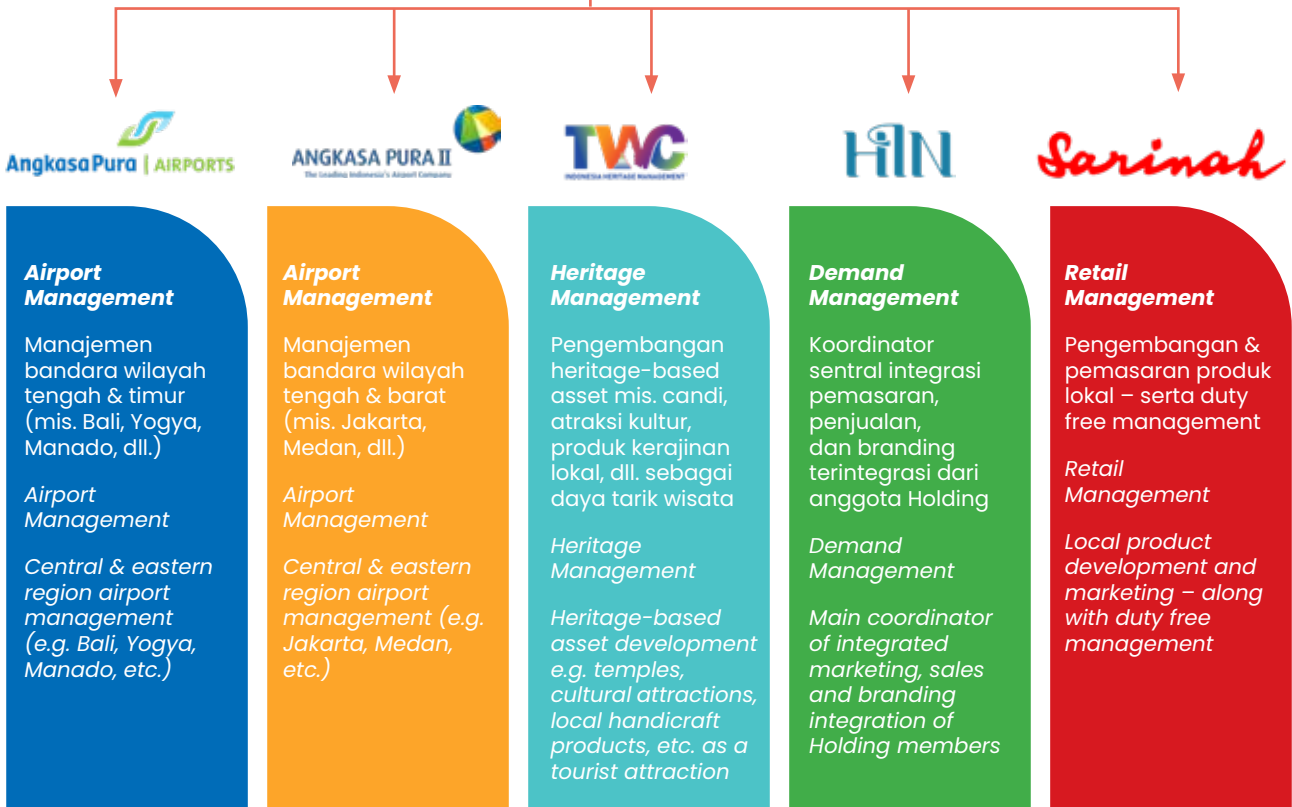 AngkasaPura | AIRPORTS
ANGKASA PURA II
The Leading Indonesia's Airport Company
TWC
INDONESIA HERITAGE MANAGEMENT
HIN
Sarinah
Airport
Management
Manajemen
bandara wilayah
tengah & timur
(mis. Bali, Yogya,
Manado, dll.)
Airport
Management
Central & eastern
region airport
management
(e.g. Bali, Yogya,
Manado, etc.)
Airport
Management
Manajemen
bandara wilayah
tengah & barat
(mis. Jakarta,
Medan, dll.)
Airport
Management
Central & eastern
region airport
management (e.g.
Jakarta, Medan,
etc.)
Heritage
Management
Pengembangan
heritage-based
asset mis. candi,
atraksi kultur,
produk kerajinan
lokal, dll. sebagai
daya tarik wisata
Heritage
Management
Heritage-based
asset development
e.g. temples,
cultural attractions,
local handicraft
products, etc. as a
tourist attraction
Demand
Management
Koordinator
sentral integrasi
pemasaran,
penjualan,
dan branding
terintegrasi dari
anggota Holding
Demand
Management
Main coordinator
of integrated
marketing, sales
and branding
integration of
Holding members
Retail
Management
Pengembangan &
pemasaran produk
lokal – serta duty
free management
Retail
Management
Local product
development and
marketing – along
with duty free
management